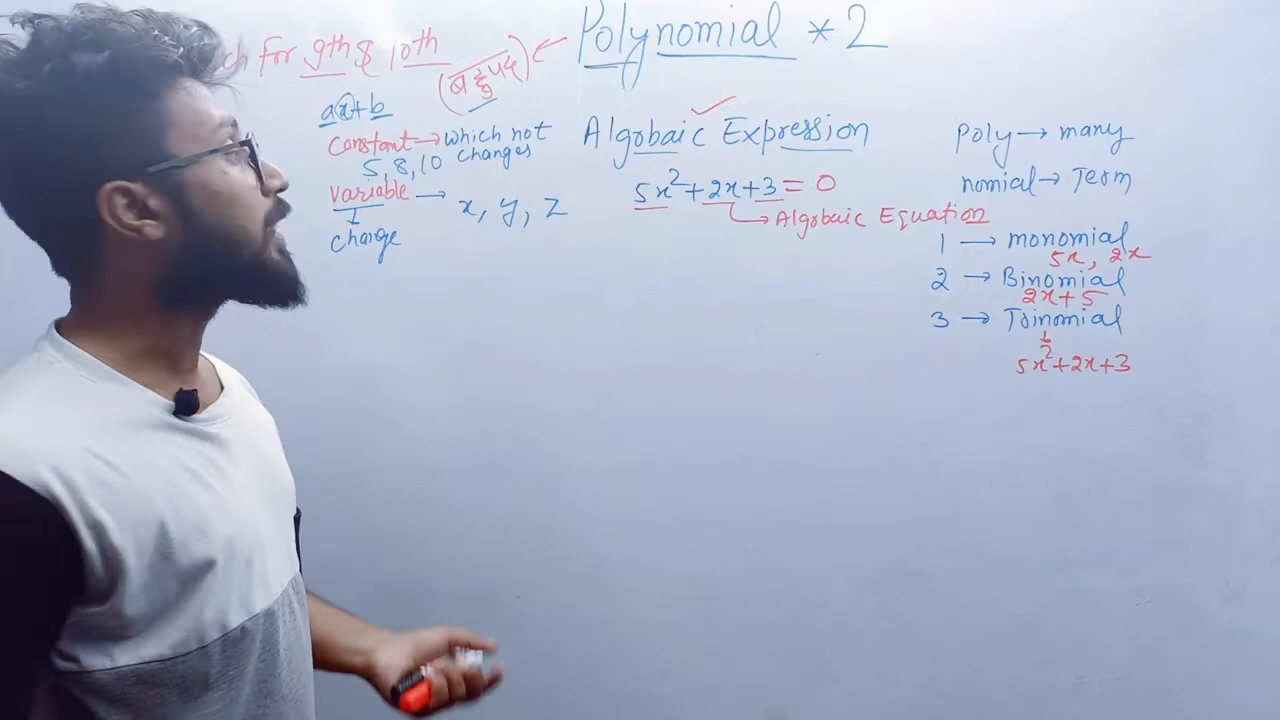 Polynomial * 2
ch for 9th & 10th
(बहुपद) ←
ax+b
constant → which not changes
5, 8, 10
variable → x, y, z
↓
change
Algobaic Expression
5x²+2x+3=0
↳ Algobaic Equation
Poly → many
nomial → Term
1 → monomial
5x, 2x
2 → Binomial
2x+5
3 → Trinomial
↓
5x²+2x+3